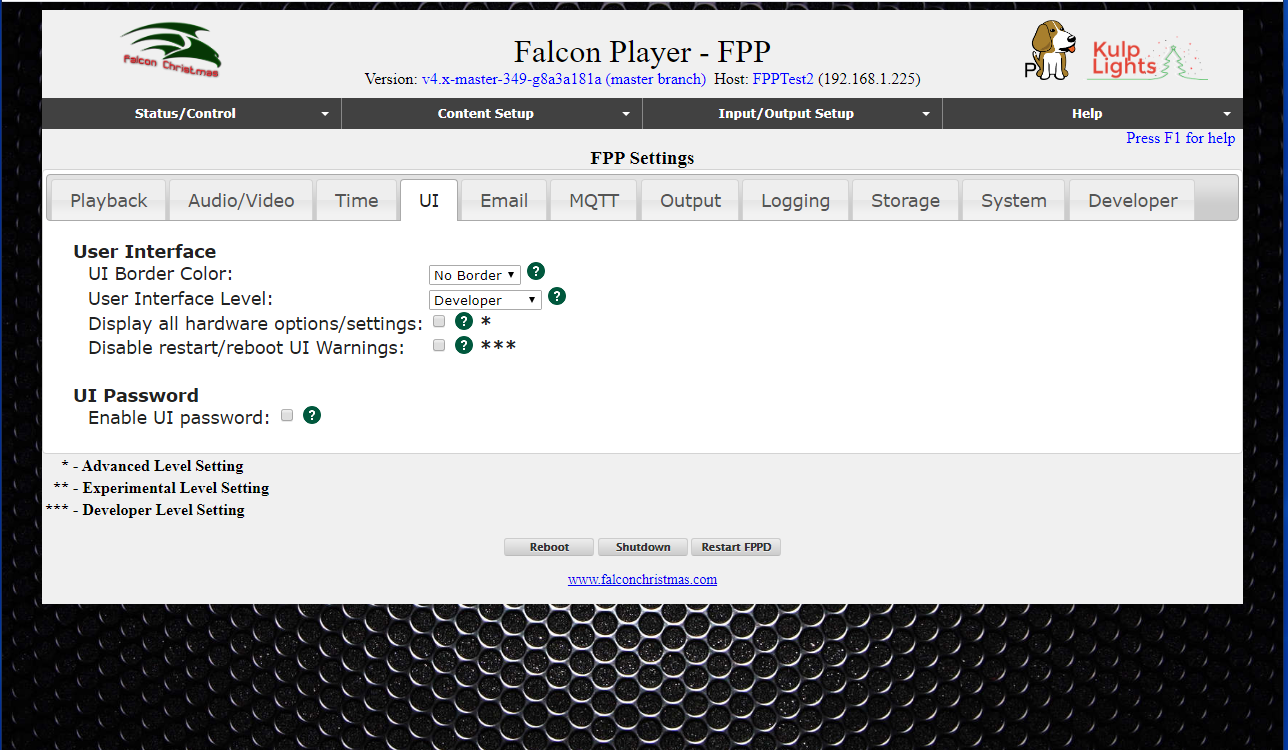 Falcon Christmas
Falcon Player - FPP
Version: v4.x-master-349-g8a3a181a (master branch) Host: FPPTest2 (192.168.1.225)
P
Kulp
Lights
Status/Control Content Setup Input/Output Setup Help
Press F1 for help
FPP Settings
Playback Audio/Video Time UI Email MQTT Output Logging Storage System Developer
User Interface
UI Border Color: No Border ?
User Interface Level: Developer ?
Display all hardware options/settings: ? *
Disable restart/reboot UI Warnings: ? ***
UI Password
Enable UI password: ?
* - Advanced Level Setting
** - Experimental Level Setting
*** - Developer Level Setting
Reboot Shutdown Restart FPPD
www.falconchristmas.com